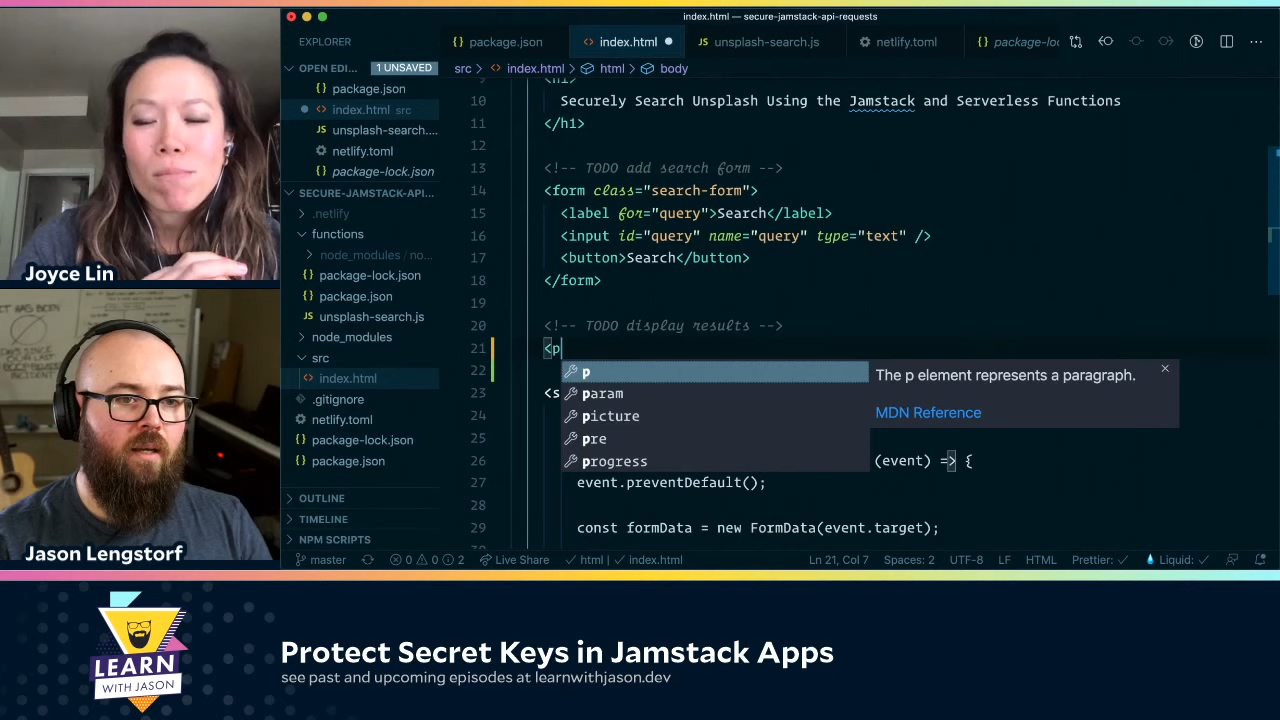 index.html — secure-jamstack-api-requests
EXPLORER
package.json
index.html
unsplash-search.js
netlify.toml
package-loc
OPEN EDI...
1 UNSAVED
src > index.html > html > body
package.json
index.html src
unsplash-search....
netlify.toml
package-lock.json
SECURE-JAMSTACK-API...
.netlify
functions
node_modules / no...
package-lock.json
package.json
unsplash-search.js
node_modules
src
index.html
.gitignore
netlify.toml
package-lock.json
package.json
OUTLINE
TIMELINE
NPM SCRIPTS
10 Securely Search Unsplash Using the Jamstack and Serverless Functions
11 </h1>
12
13 <!-- TODO add search form -->
14 <form class="search-form">
15 <label for="query">Search</label>
16 <input id="query" name="query" type="text" />
17 <button>Search</button>
18 </form>
19
20 <!-- TODO display results -->
21 <p
22
23 <s
24
25
26 (event) => {
27 event.preventDefault();
28
29 const formData = new FormData(event.target);
p
param
picture
pre
progress
The p element represents a paragraph.
MDN Reference
master
0 0 2
Live Share
html
index.html
Ln 21, Col 7
Spaces: 2
UTF-8
LF
HTML
Prettier:
Liquid:
Joyce Lin
Jason Lengstorf
LEARN
WITH JASON
Protect Secret Keys in Jamstack Apps
see past and upcoming episodes at learnwithjason.dev